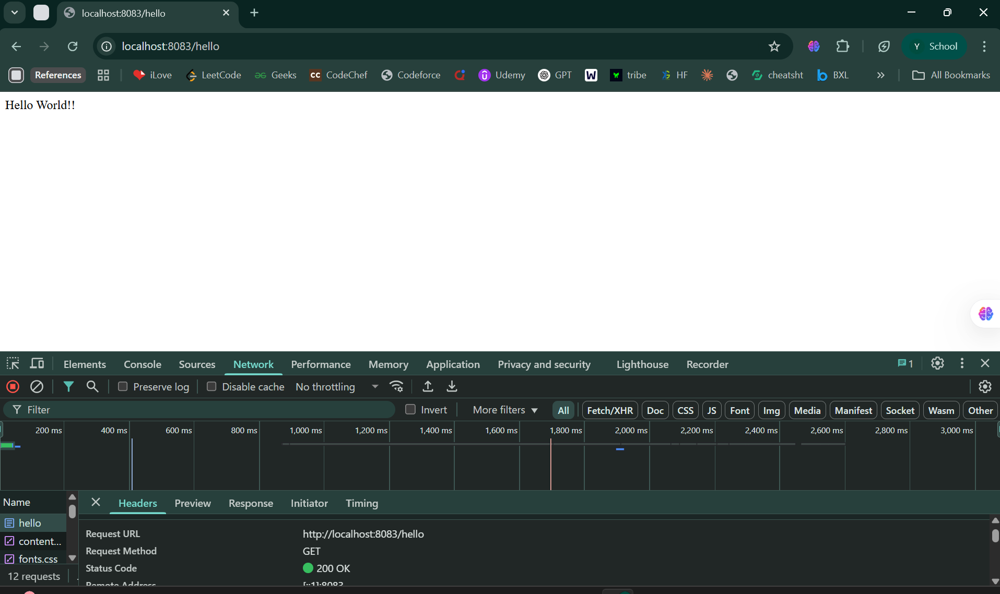 localhost:8083/hello
localhost:8083/hello
Y School
References iLove LeetCode Geeks CC CodeChef Codeforce Udemy GPT W tribe HF cheatsht BXL » All Bookmarks
Hello World!!
Elements Console Sources Network Performance Memory Application Privacy and security Lighthouse Recorder 1
Preserve log Disable cache No throttling
Filter Invert More filters All Fetch/XHR Doc CSS JS Font Img Media Manifest Socket Wasm Other
200 ms 400 ms 600 ms 800 ms 1,000 ms 1,200 ms 1,400 ms 1,600 ms 1,800 ms 2,000 ms 2,200 ms 2,400 ms 2,600 ms 2,800 ms 3,000 ms
Name Headers Preview Response Initiator Timing
hello
Request URL http://localhost:8083/hello
content...
Request Method GET
fonts.css
Status Code 200 OK
12 requests
Remote Address [::1]:8083